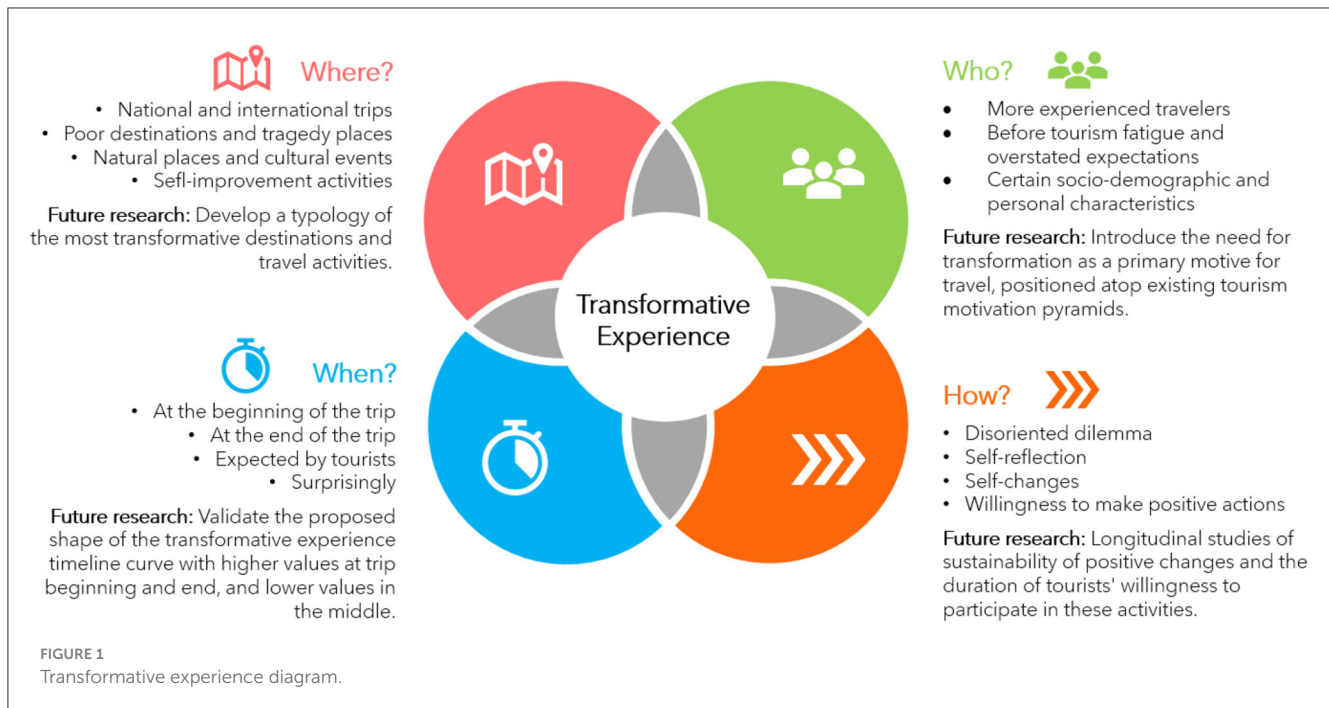 Where?
• National and international trips
• Poor destinations and tragedy places
• Natural places and cultural events
• Sefl-improvement activities
Future research: Develop a typology of
the most transformative destinations and
travel activities.
When?
• At the beginning of the trip
• At the end of the trip
• Expected by tourists
• Surprisingly
Future research: Validate the proposed
shape of the transformative experience
timeline curve with higher values at trip
beginning and end, and lower values in
the middle.
Transformative
Experience
Who?
• More experienced travelers
• Before tourism fatigue and
overstated expectations
• Certain socio-demographic and
personal characteristics
Future research: Introduce the need for
transformation as a primary motive for
travel, positioned atop existing tourism
motivation pyramids.
How?
• Disoriented dilemma
• Self-reflection
• Self-changes
• Willingness to make positive actions
Future research: Longitudinal studies of
sustainability of positive changes and the
duration of tourists' willingness to
participate in these activities.
FIGURE 1
Transformative experience diagram.